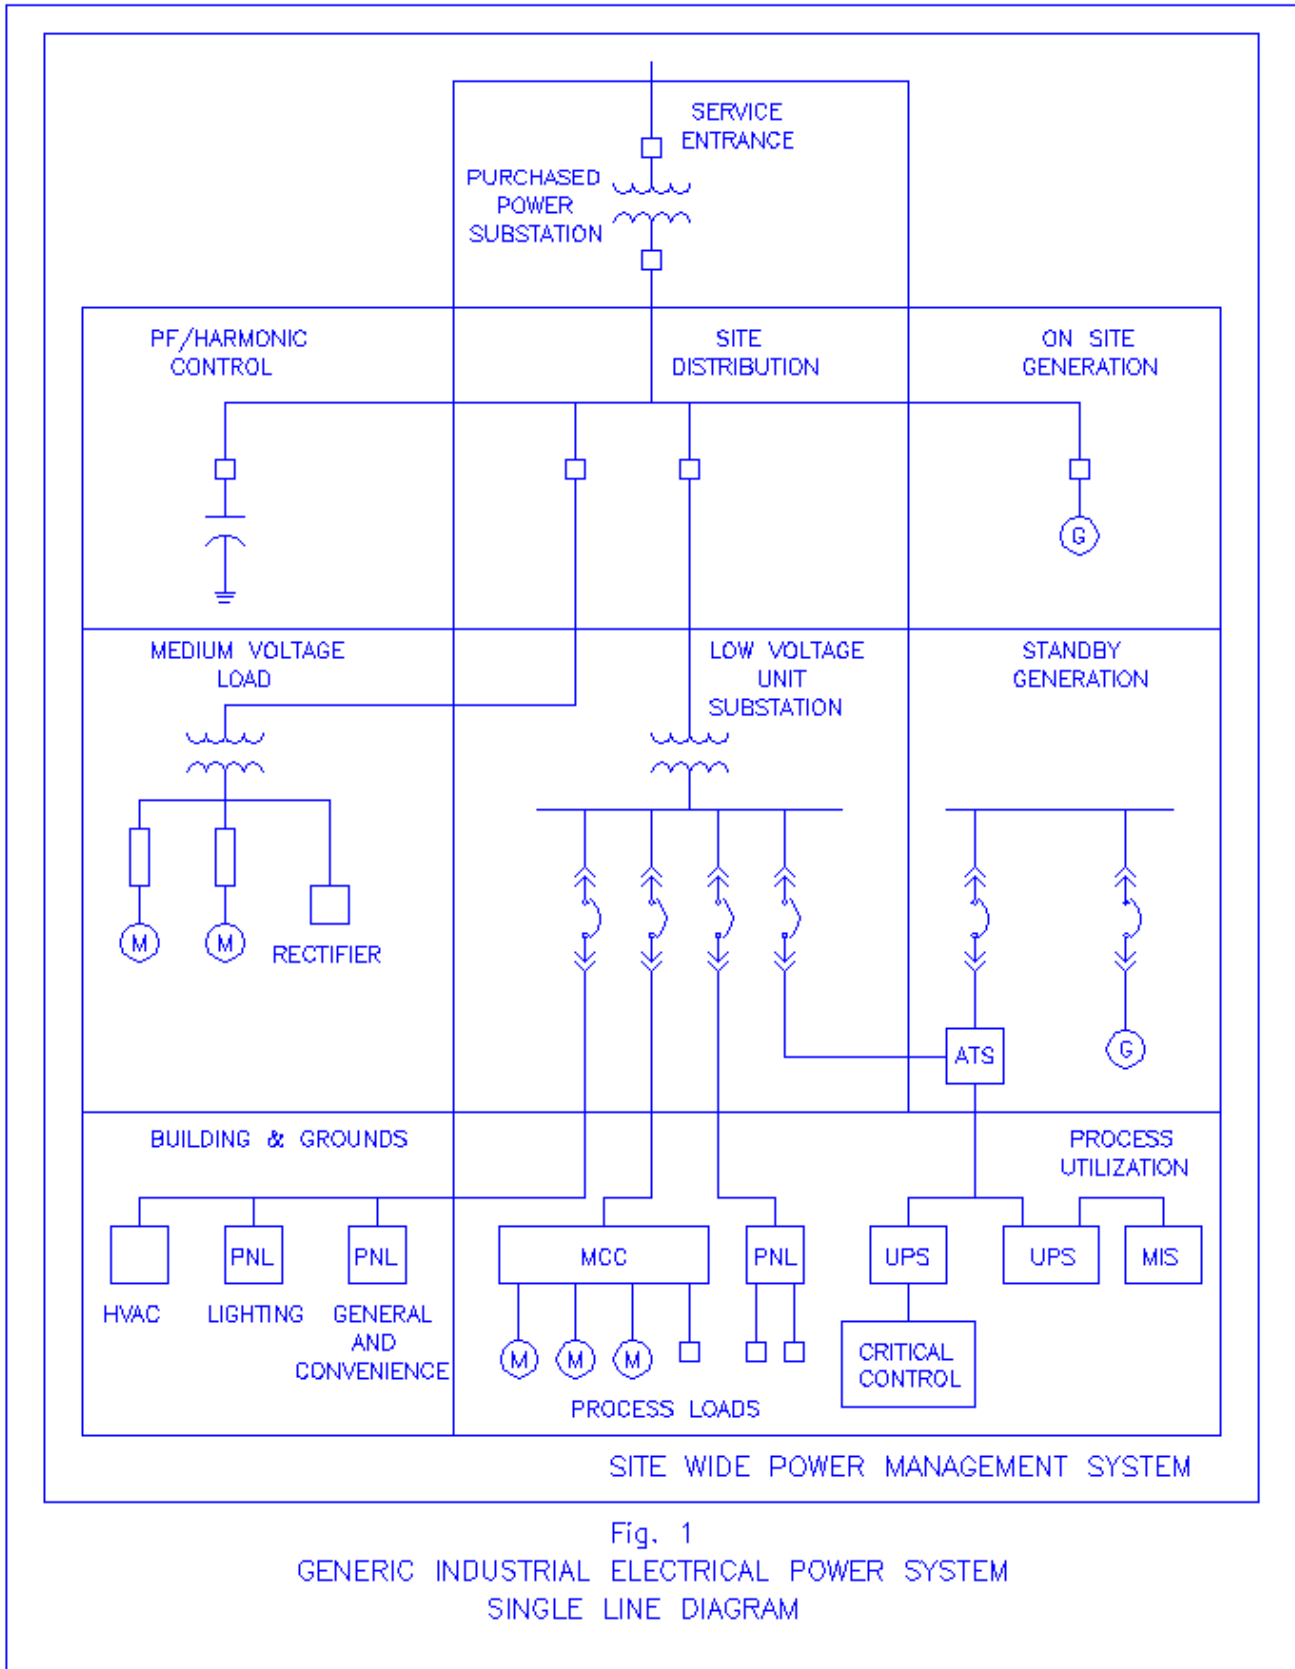 SERVICE
ENTRANCE
PURCHASED
POWER
SUBSTATION
PF/HARMONIC
CONTROL
SITE
DISTRIBUTION
ON SITE
GENERATION
G
MEDIUM VOLTAGE
LOAD
LOW VOLTAGE
UNIT
SUBSTATION
STANDBY
GENERATION
M
M
RECTIFIER
ATS
G
BUILDING & GROUNDS
PROCESS
UTILIZATION
PNL
PNL
MCC
PNL
UPS
UPS
MIS
HVAC
LIGHTING
GENERAL
AND
CONVENIENCE
M
M
M
CRITICAL
CONTROL
PROCESS LOADS
SITE WIDE POWER MANAGEMENT SYSTEM
Fig. 1
GENERIC INDUSTRIAL ELECTRICAL POWER SYSTEM
SINGLE LINE DIAGRAM